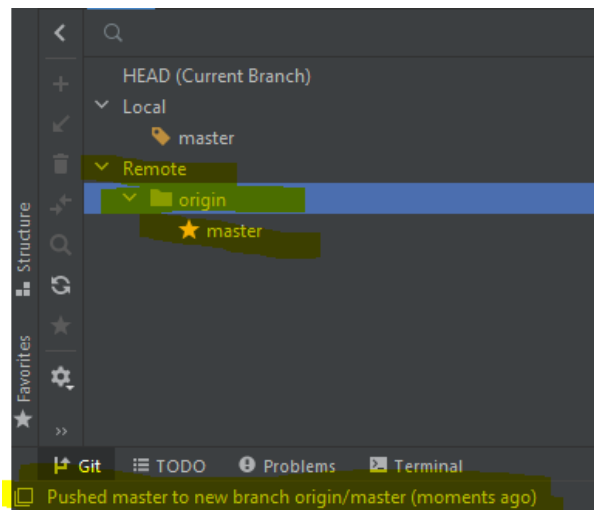 HEAD (Current Branch)
Local
master
Remote
origin
master
Structure
Favorites
Git TODO Problems Terminal
Pushed master to new branch origin/master (moments ago)